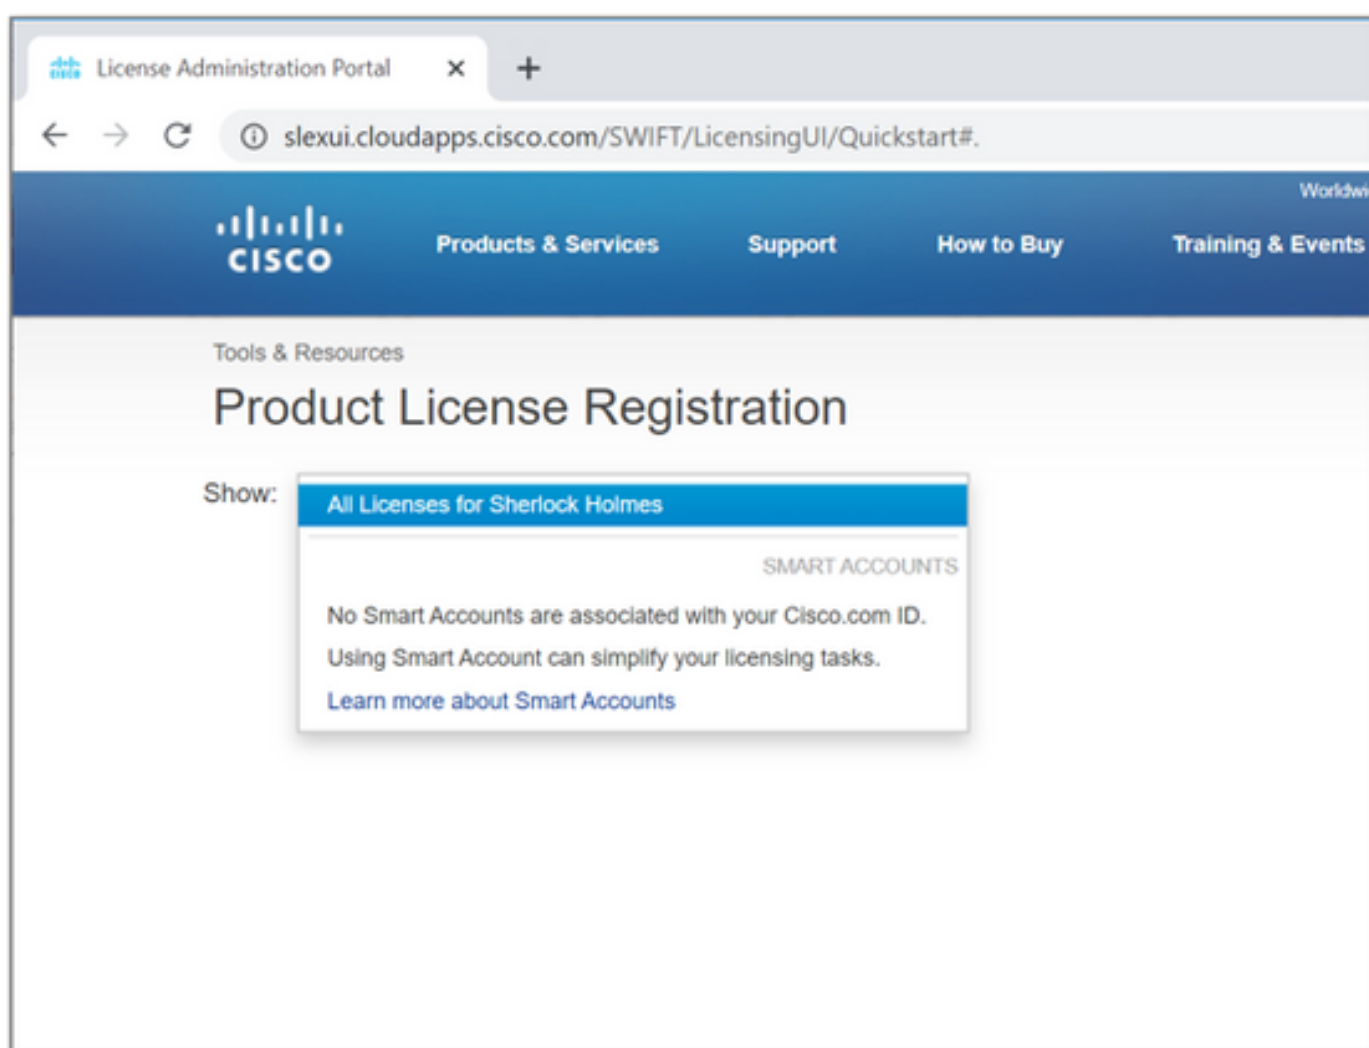 License Administration Portal
slexui.cloudapps.cisco.com/SWIFT/LicensingUI/Quickstart#.
CISCO
Products & Services
Support
How to Buy
Training & Events
Tools & Resources
Product License Registration
Show:
All Licenses for Sherlock Holmes
SMART ACCOUNTS
No Smart Accounts are associated with your Cisco.com ID.
Using Smart Account can simplify your licensing tasks.
Learn more about Smart Accounts